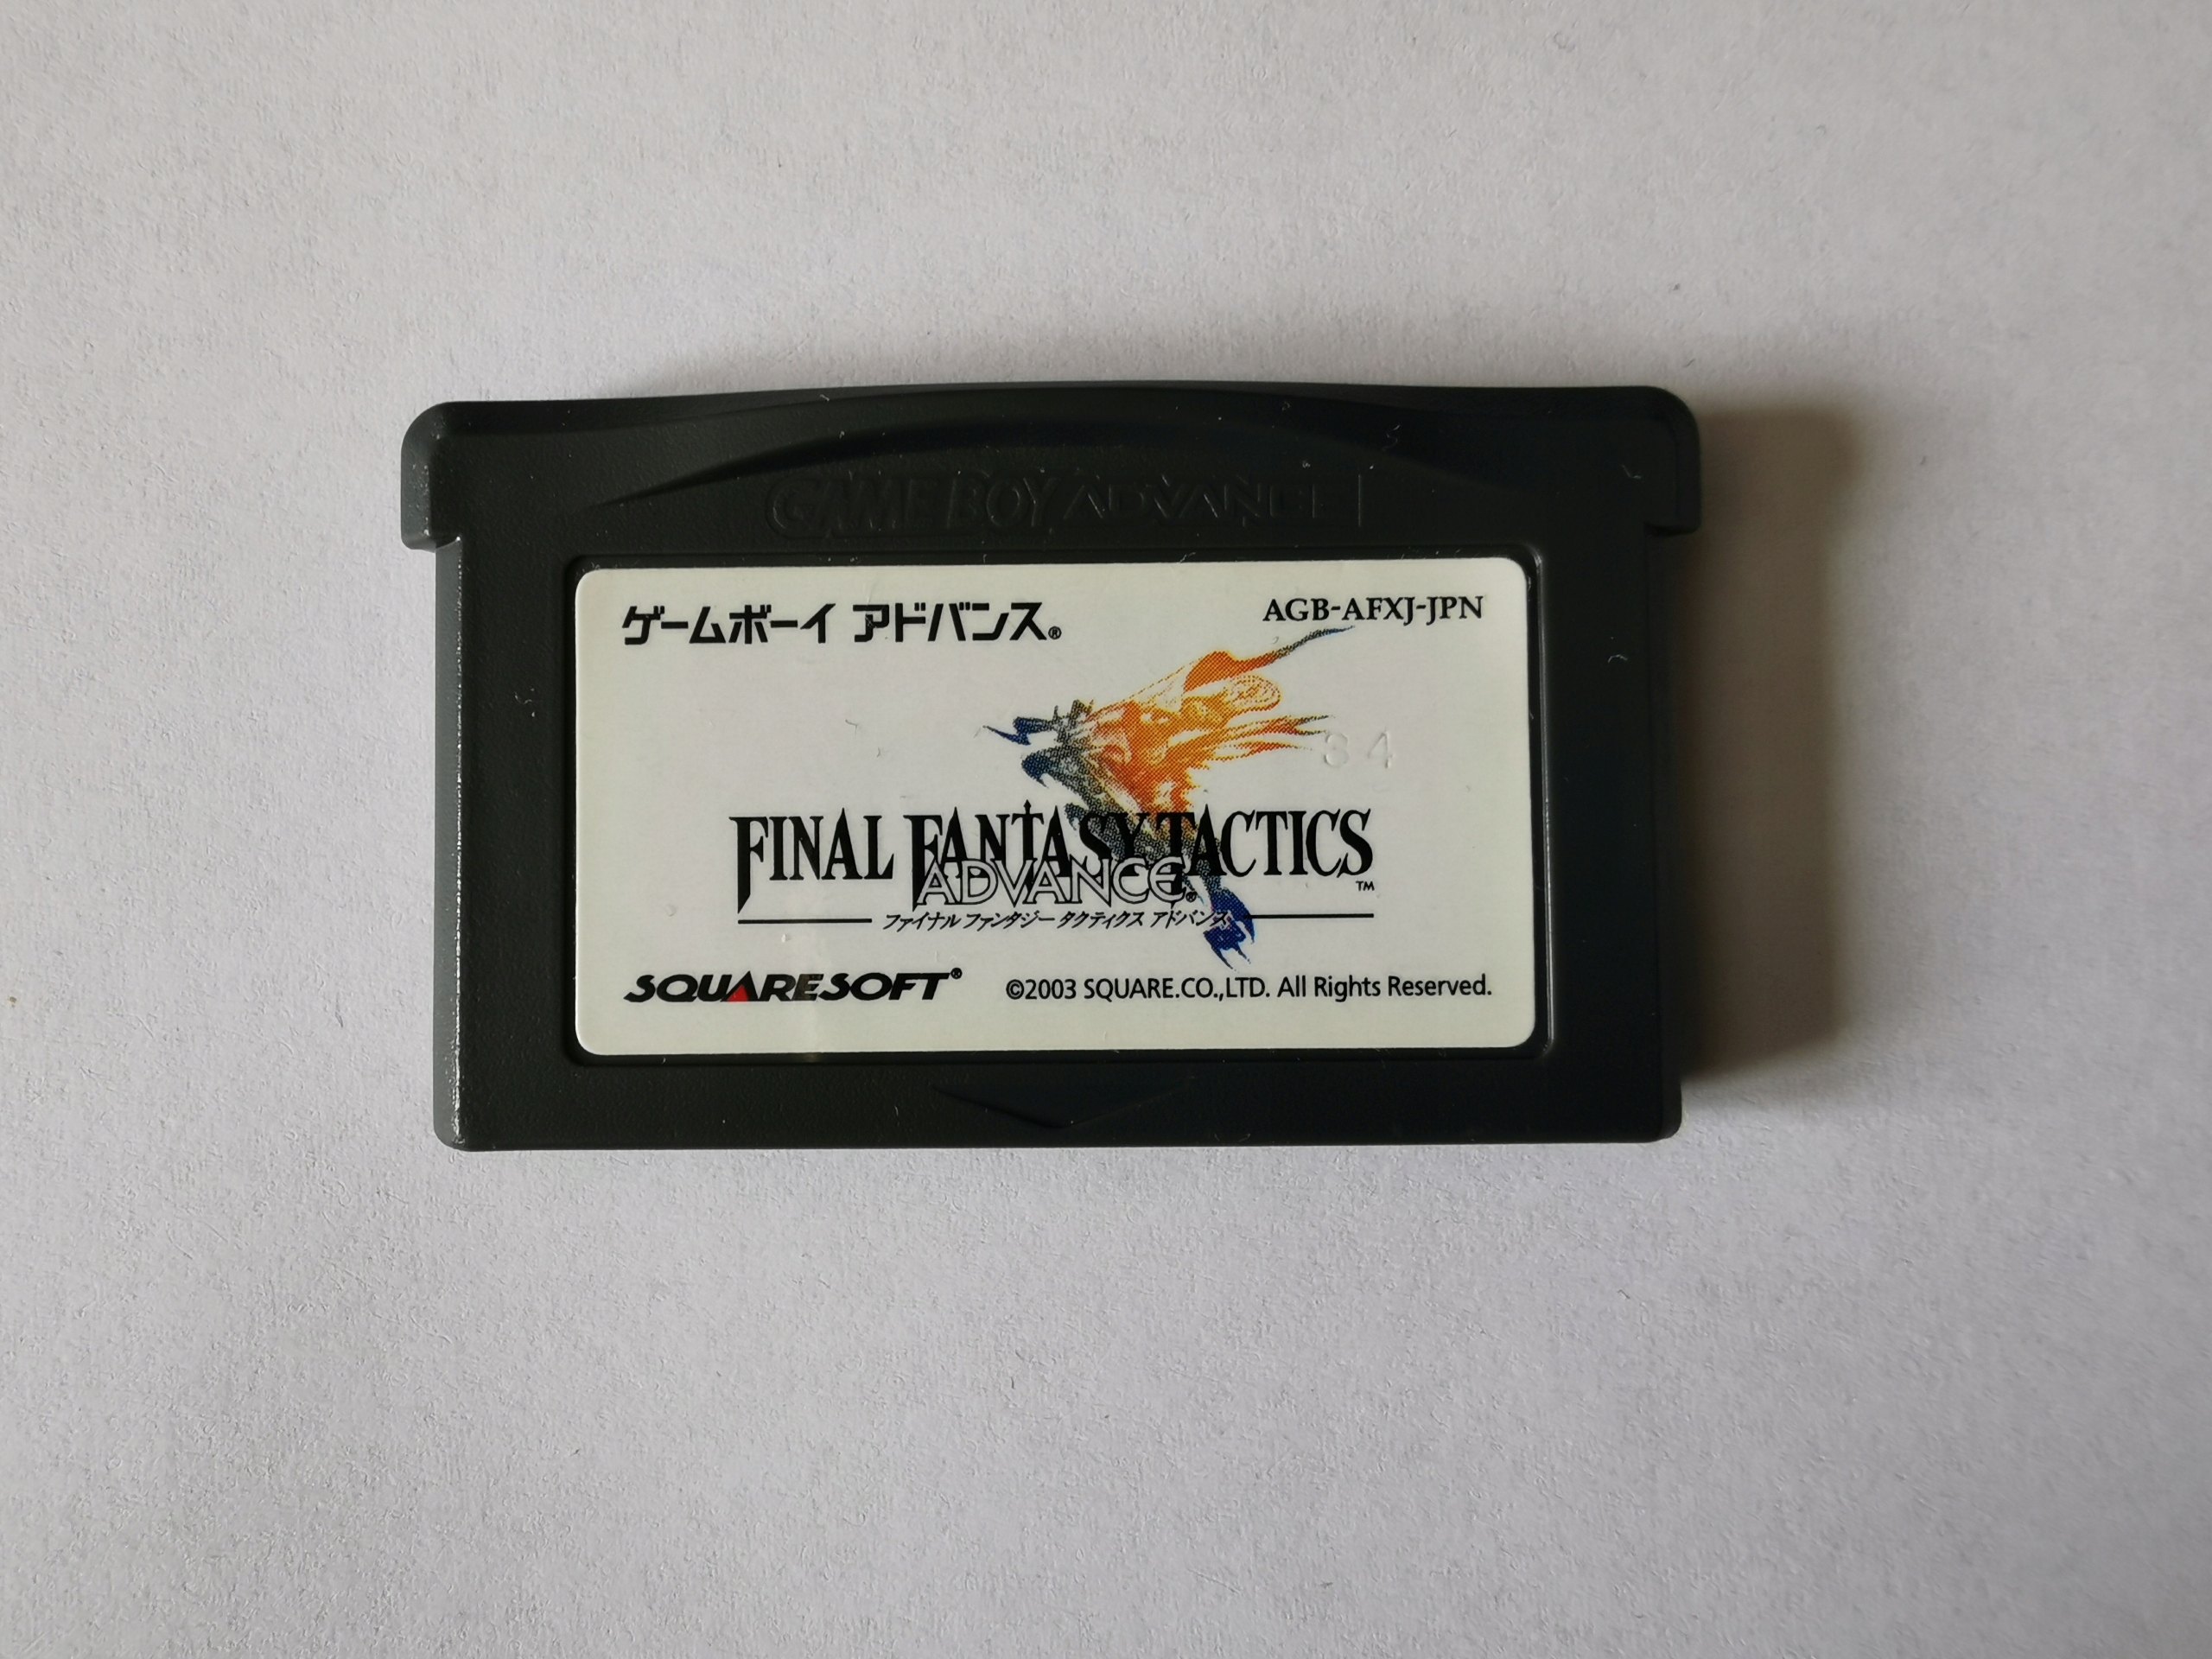 GAME BOY ADVANCE
ゲームボーイ アドバンス®
AGB-AFXJ-JPN
34
FINAL FANTASY TACTICS™
ADVANCE®
ファイナル ファンタジー タクティクス アドバンス
SQUARESOFT®
©2003 SQUARE.CO.,LTD. All Rights Reserved.